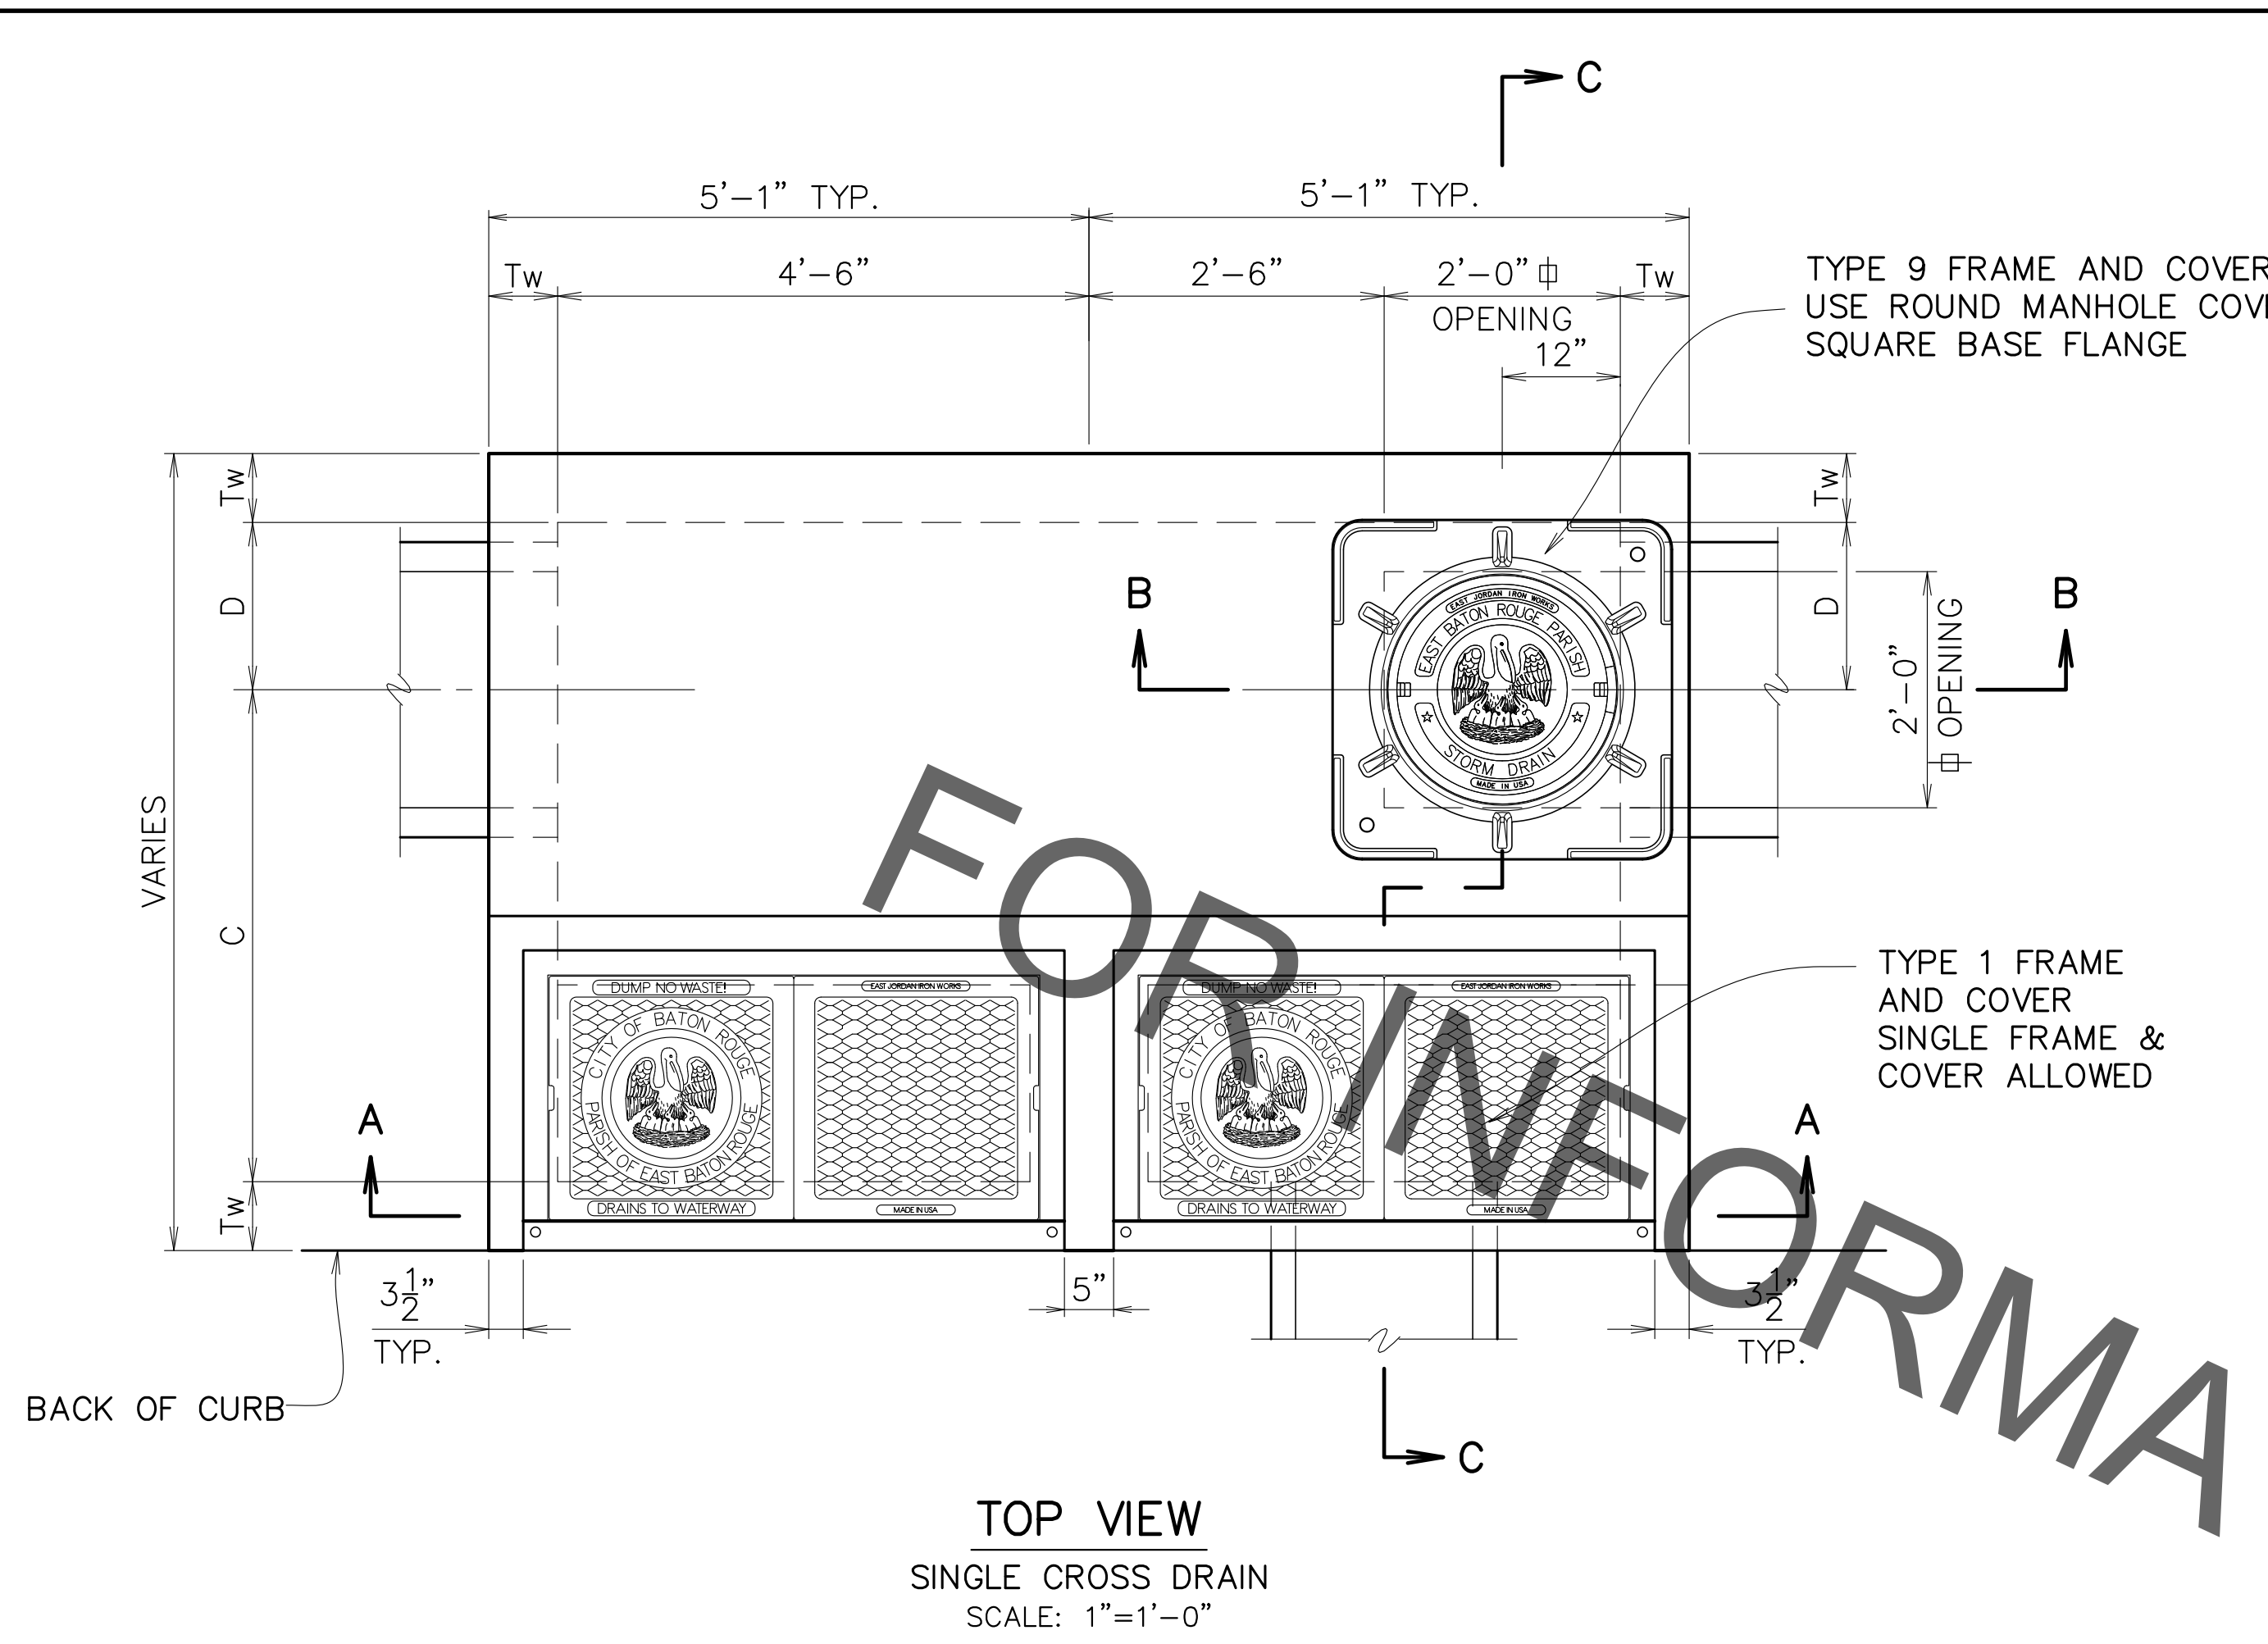 C
5'-1" TYP.
5'-1" TYP.
Tw
4'-6"
2'-6"
2'-0"
Tw
OPENING
12"
TYPE 9 FRAME AND COVER
USE ROUND MANHOLE COV
SQUARE BASE FLANGE
Tw
D
C
Tw
VARIES
Tw
D
2'-0"
OPENING
B
B
EAST JORDAN IRON WORKS
EAST BATON ROUGE PARISH
STORM DRAIN
MADE IN USA
TYPE 1 FRAME
AND COVER
SINGLE FRAME &
COVER ALLOWED
DUMP NO WASTE!
CITY OF BATON ROUGE
PARISH OF EAST BATON ROUGE
DRAINS TO WATERWAY
EAST JORDAN IRON WORKS
MADE IN USA
DUMP NO WASTE!
CITY OF BATON ROUGE
PARISH OF EAST BATON ROUGE
DRAINS TO WATERWAY
EAST JORDAN IRON WORKS
MADE IN USA
A
A
3 1/2"
TYP.
5"
3 1/2"
TYP.
BACK OF CURB
C
FOR INFORMA
TOP VIEW
SINGLE CROSS DRAIN
SCALE: 1"=1'-0"